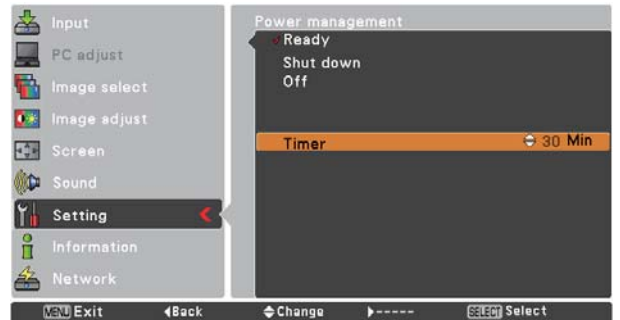 Input
PC adjust
Image select
Image adjust
Screen
Sound
Setting
Information
Network
Power management
Ready
Shut down
Off
Timer 30 Min
MENU Exit Back Change ----- SELECT Select